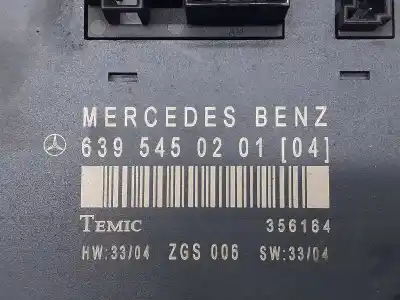 MERCEDES BENZ
639 545 02 01 [04]
TEMIC 356164
HW:33/04 ZGS 006 SW:33/04